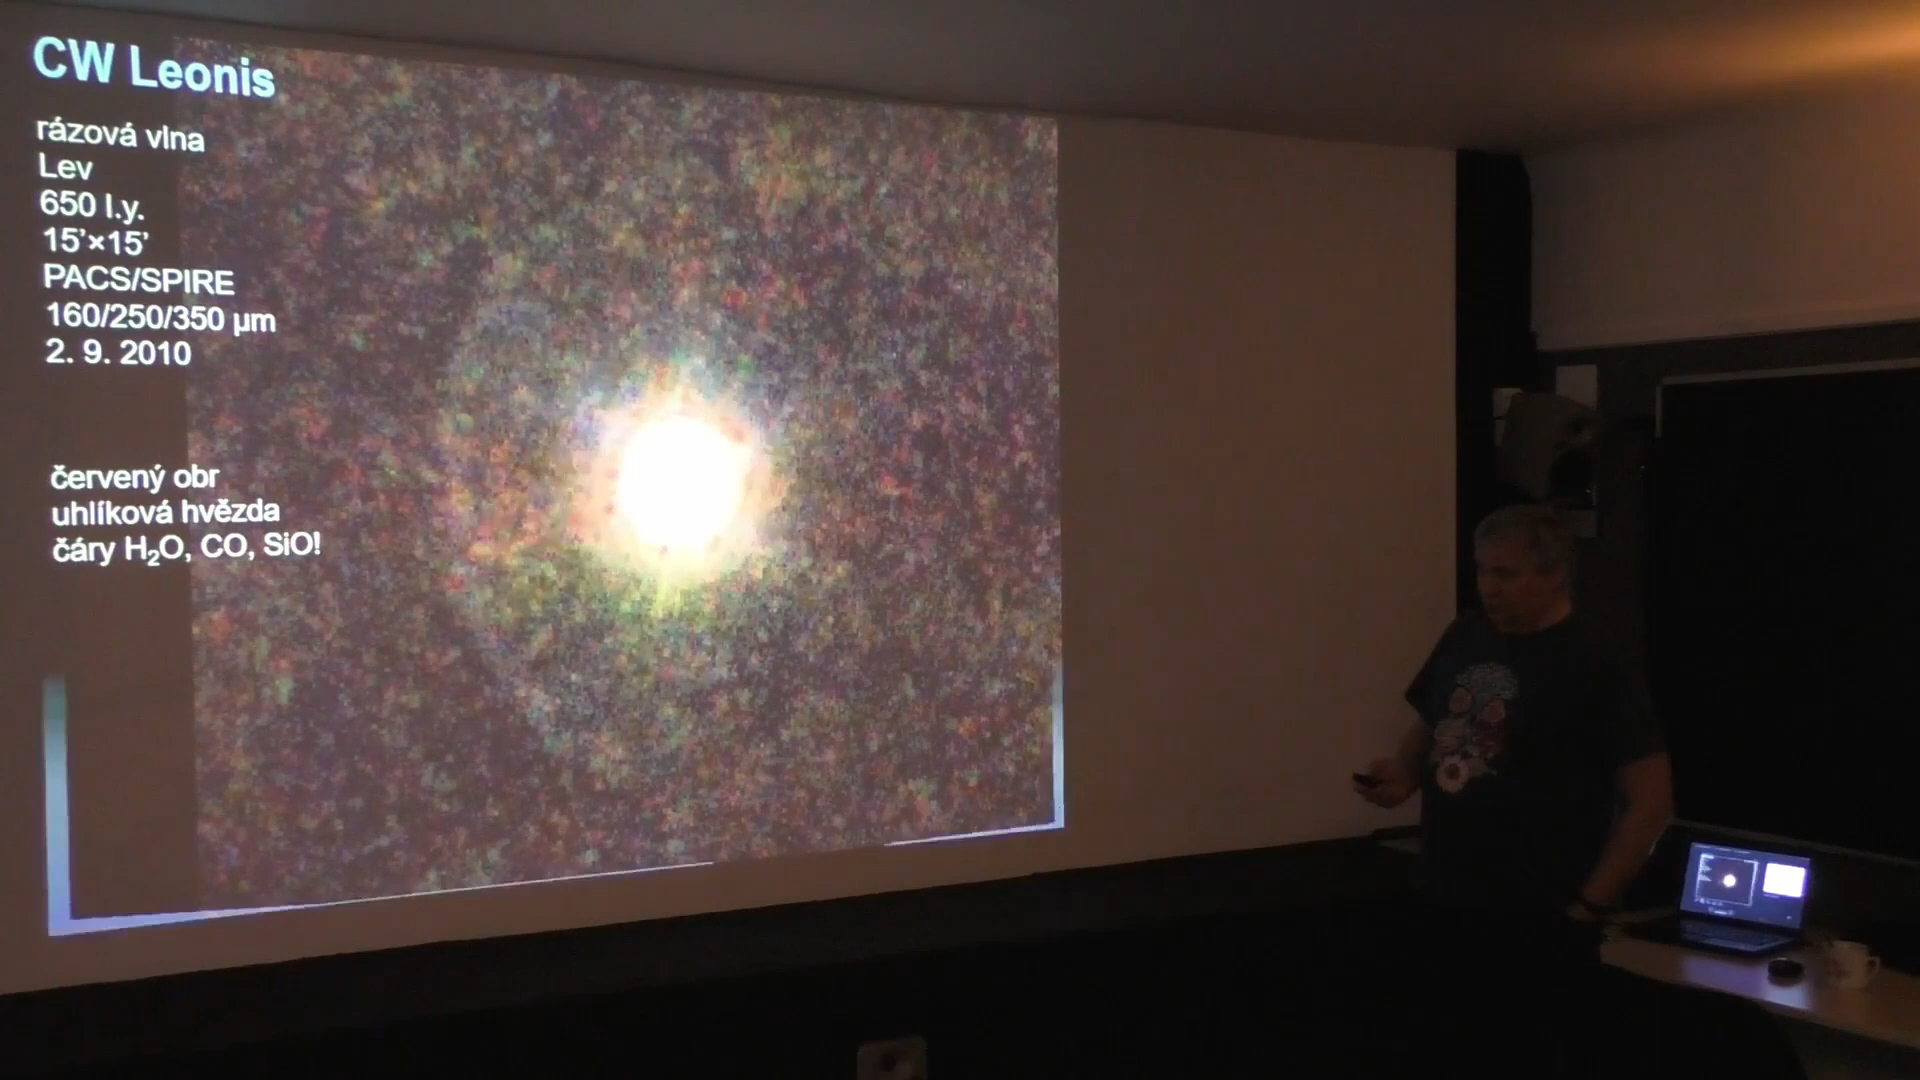 CW Leonis
rázová vlna
Lev
650 l.y.
15'×15'
PACS/SPIRE
160/250/350 µm
2. 9. 2010
červený obr
uhlíková hvězda
čáry H₂O, CO, SiO!